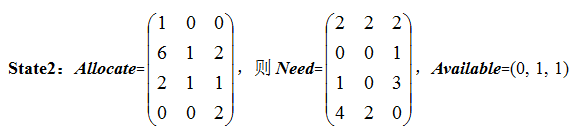 State2：Allocate= ( 1 0 0 ; 6 1 2 ; 2 1 1 ; 0 0 2 ) ，则 Need= ( 2 2 2 ; 0 0 1 ; 1 0 3 ; 4 2 0 ) ，Available=(0, 1, 1)